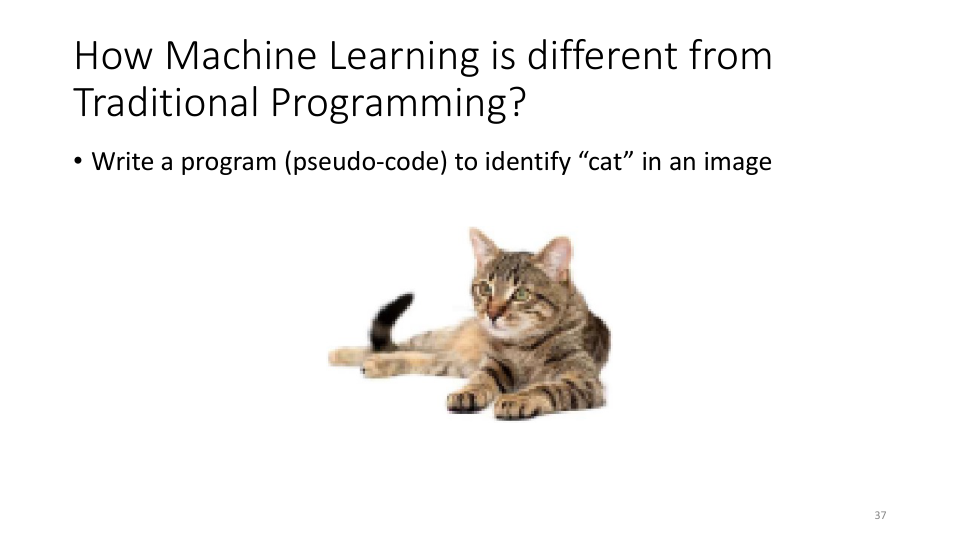 How Machine Learning is different from
Traditional Programming?
• Write a program (pseudo-code) to identify “cat” in an image
37